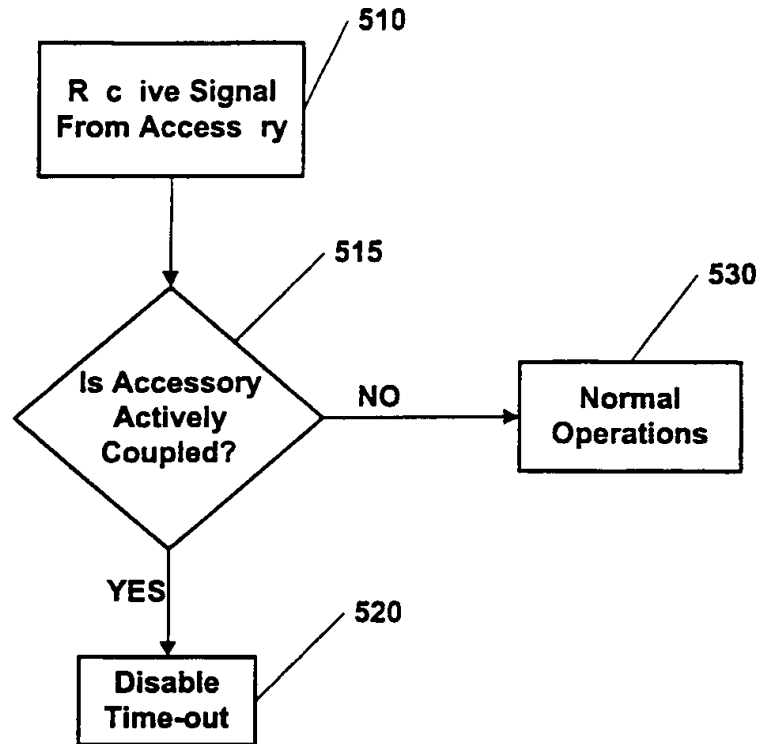 510
R c ive Signal
From Access ry
515
530
Is Accessory
Actively
Coupled?
NO
Normal
Operations
YES
520
Disable
Time-out